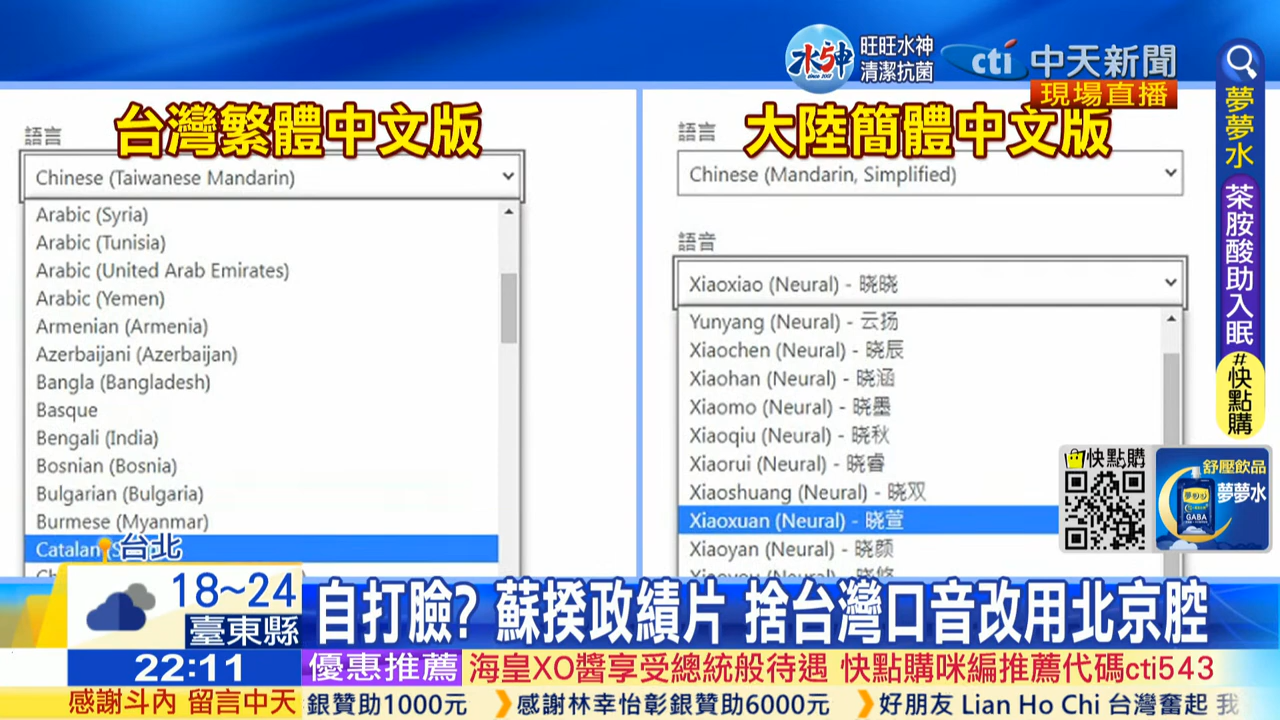 水神
since 2017
旺旺水神
清潔抗菌
cti 中天新聞
現場直播
夢夢水
茶胺酸助入眠
#快點購
台灣繁體中文版
語言
Chinese (Taiwanese Mandarin)
Arabic (Syria)
Arabic (Tunisia)
Arabic (United Arab Emirates)
Arabic (Yemen)
Armenian (Armenia)
Azerbaijani (Azerbaijan)
Bangla (Bangladesh)
Basque
Bengali (India)
Bosnian (Bosnia)
Bulgarian (Bulgaria)
Burmese (Myanmar)
Catalan
大陸簡體中文版
語言
Chinese (Mandarin, Simplified)
語音
Xiaoxiao (Neural) - 晓晓
Yunyang (Neural) - 云扬
Xiaochen (Neural) - 晓辰
Xiaohan (Neural) - 晓涵
Xiaomo (Neural) - 晓墨
Xiaoqiu (Neural) - 晓秋
Xiaorui (Neural) - 晓睿
Xiaoshuang (Neural) - 晓双
Xiaoxuan (Neural) - 晓萱
Xiaoyan (Neural) - 晓颜
快點購
舒壓飲品
夢夢水
GABA
台北
18~24
臺東縣
22:11
自打臉? 蘇揆政績片 捨台灣口音改用北京腔
優惠推薦 海皇XO醬享受總統般待遇 快點購咪編推薦代碼cti543
感謝斗內 留言中天
銀贊助1000元 感謝林幸怡彰銀贊助6000元 好朋友 Lian Ho Chi 台灣奮起 我